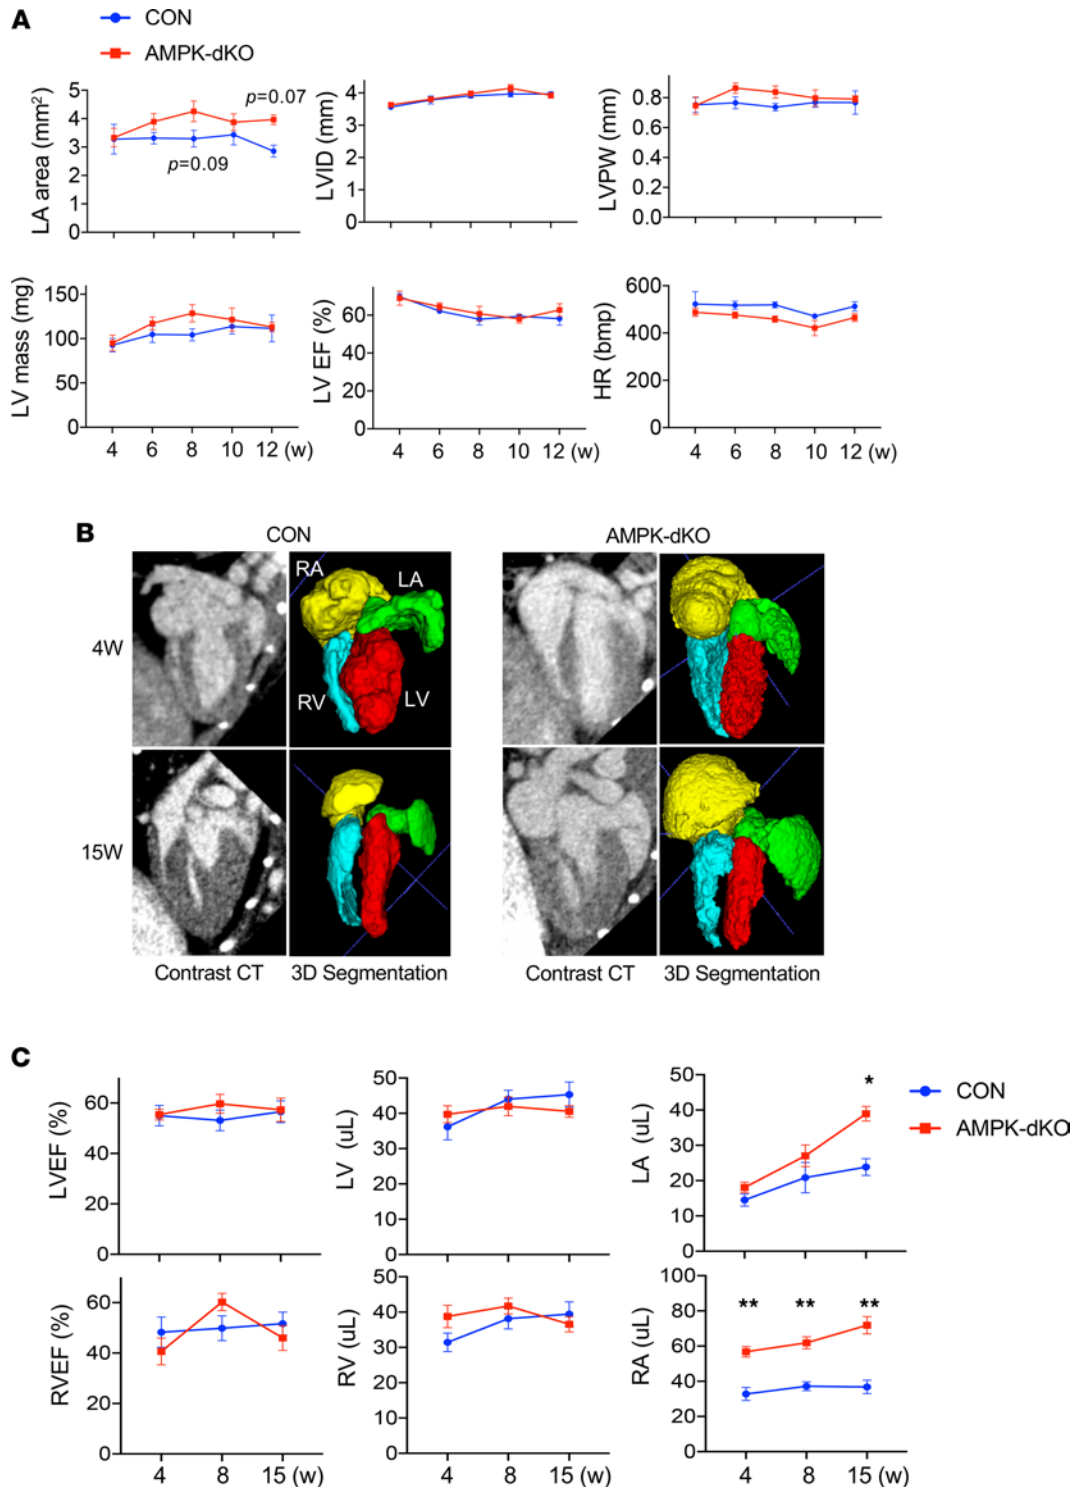 A
CON
AMPK-dKO
LA area (mm²)
5
4
3
2
1
0
p=0.07
p=0.09
LVID (mm)
4
3
2
1
0
LVPW (mm)
0.8
0.6
0.4
0.2
0.0
LV mass (mg)
150
100
50
0
4 6 8 10 12 (w)
LV EF (%)
60
40
20
0
4 6 8 10 12 (w)
HR (bmp)
600
400
200
0
4 6 8 10 12 (w)
B
CON
AMPK-dKO
4W
RA
LA
RV
LV
15W
Contrast CT
3D Segmentation
Contrast CT
3D Segmentation
C
LVEF (%)
60
40
20
0
LV (uL)
50
40
30
20
10
0
LA (uL)
50
40
30
20
10
0
*
CON
AMPK-dKO
RVEF (%)
60
40
20
0
4 8 15 (w)
RV (uL)
50
40
30
20
10
0
4 8 15 (w)
RA (uL)
100
80
60
40
20
0
** ** **
4 8 15 (w)